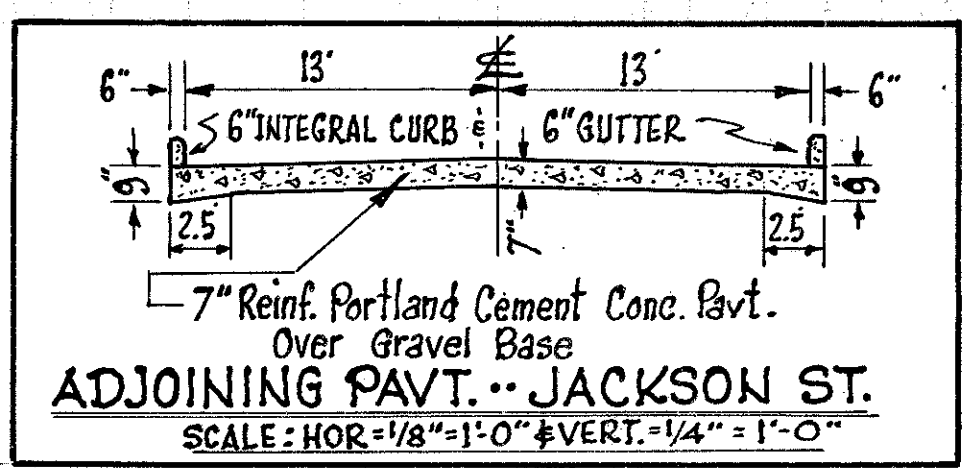 6" 13' ℄ 13' 6"
6" INTEGRAL CURB & 6" GUTTER
9" 9"
2.5' 7" 2.5'
7" Reinf. Portland Cement Conc. Pavt.
Over Gravel Base
ADJOINING PAVT. •• JACKSON ST.
SCALE: HOR=1/8"=1'-0" & VERT.=1/4" = 1'-0"